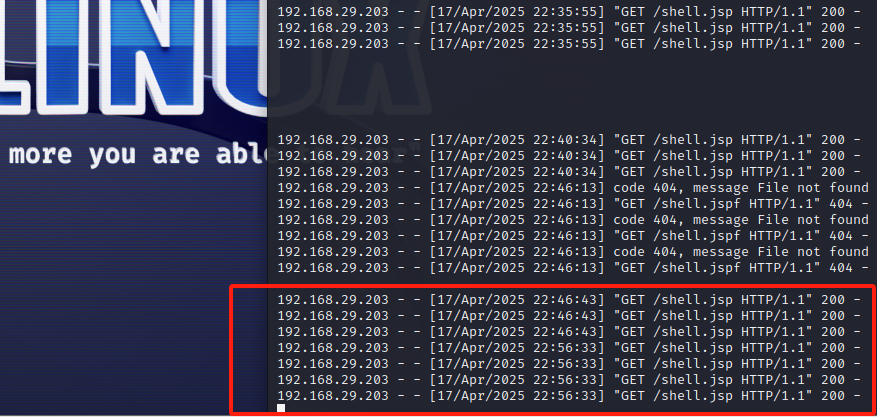 192.168.29.203 - - [17/Apr/2025 22:35:55] "GET /shell.jsp HTTP/1.1" 200 -
192.168.29.203 - - [17/Apr/2025 22:35:55] "GET /shell.jsp HTTP/1.1" 200 -
192.168.29.203 - - [17/Apr/2025 22:35:55] "GET /shell.jsp HTTP/1.1" 200 -
LINUX
more you are able to hear"
192.168.29.203 - - [17/Apr/2025 22:40:34] "GET /shell.jsp HTTP/1.1" 200 -
192.168.29.203 - - [17/Apr/2025 22:40:34] "GET /shell.jsp HTTP/1.1" 200 -
192.168.29.203 - - [17/Apr/2025 22:40:34] "GET /shell.jsp HTTP/1.1" 200 -
192.168.29.203 - - [17/Apr/2025 22:46:13] code 404, message File not found
192.168.29.203 - - [17/Apr/2025 22:46:13] "GET /shell.jspf HTTP/1.1" 404 -
192.168.29.203 - - [17/Apr/2025 22:46:13] code 404, message File not found
192.168.29.203 - - [17/Apr/2025 22:46:13] "GET /shell.jspf HTTP/1.1" 404 -
192.168.29.203 - - [17/Apr/2025 22:46:13] code 404, message File not found
192.168.29.203 - - [17/Apr/2025 22:46:13] "GET /shell.jspf HTTP/1.1" 404 -
192.168.29.203 - - [17/Apr/2025 22:46:43] "GET /shell.jsp HTTP/1.1" 200 -
192.168.29.203 - - [17/Apr/2025 22:46:43] "GET /shell.jsp HTTP/1.1" 200 -
192.168.29.203 - - [17/Apr/2025 22:46:43] "GET /shell.jsp HTTP/1.1" 200 -
192.168.29.203 - - [17/Apr/2025 22:56:33] "GET /shell.jsp HTTP/1.1" 200 -
192.168.29.203 - - [17/Apr/2025 22:56:33] "GET /shell.jsp HTTP/1.1" 200 -
192.168.29.203 - - [17/Apr/2025 22:56:33] "GET /shell.jsp HTTP/1.1" 200 -
192.168.29.203 - - [17/Apr/2025 22:56:33] "GET /shell.jsp HTTP/1.1" 200 -